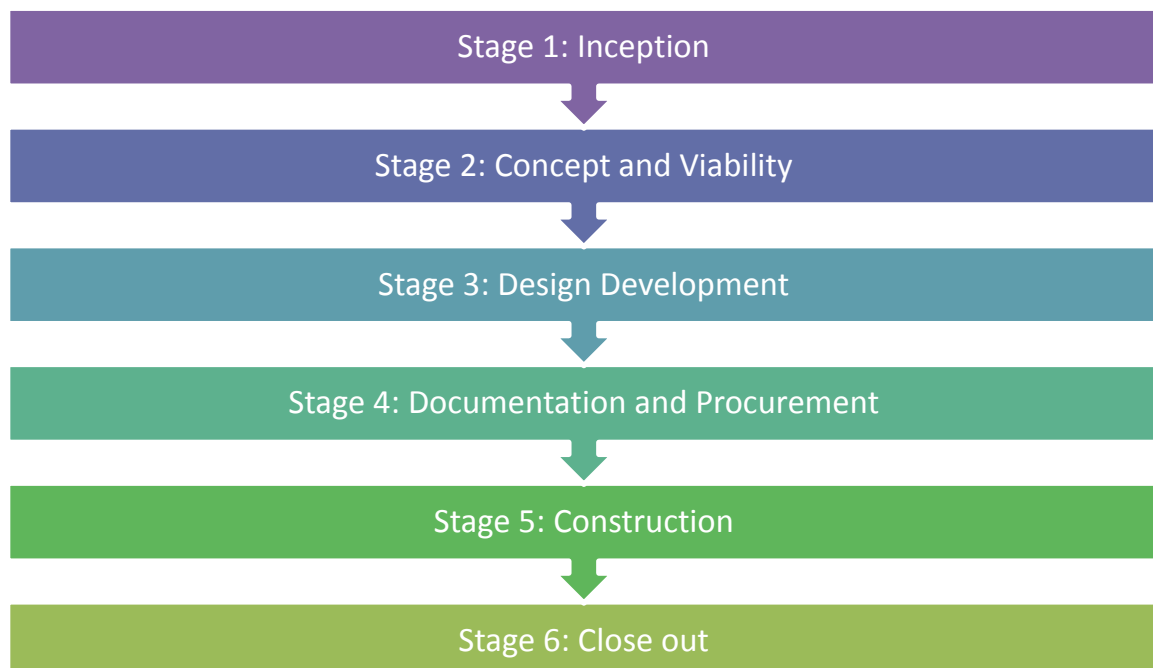 Stage 1: Inception
Stage 2: Concept and Viability
Stage 3: Design Development
Stage 4: Documentation and Procurement
Stage 5: Construction
Stage 6: Close out